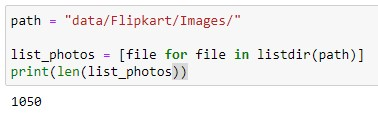 path = "data/Flipkart/Images/"
list_photos = [file for file in listdir(path)]
print(len(list_photos))
1050